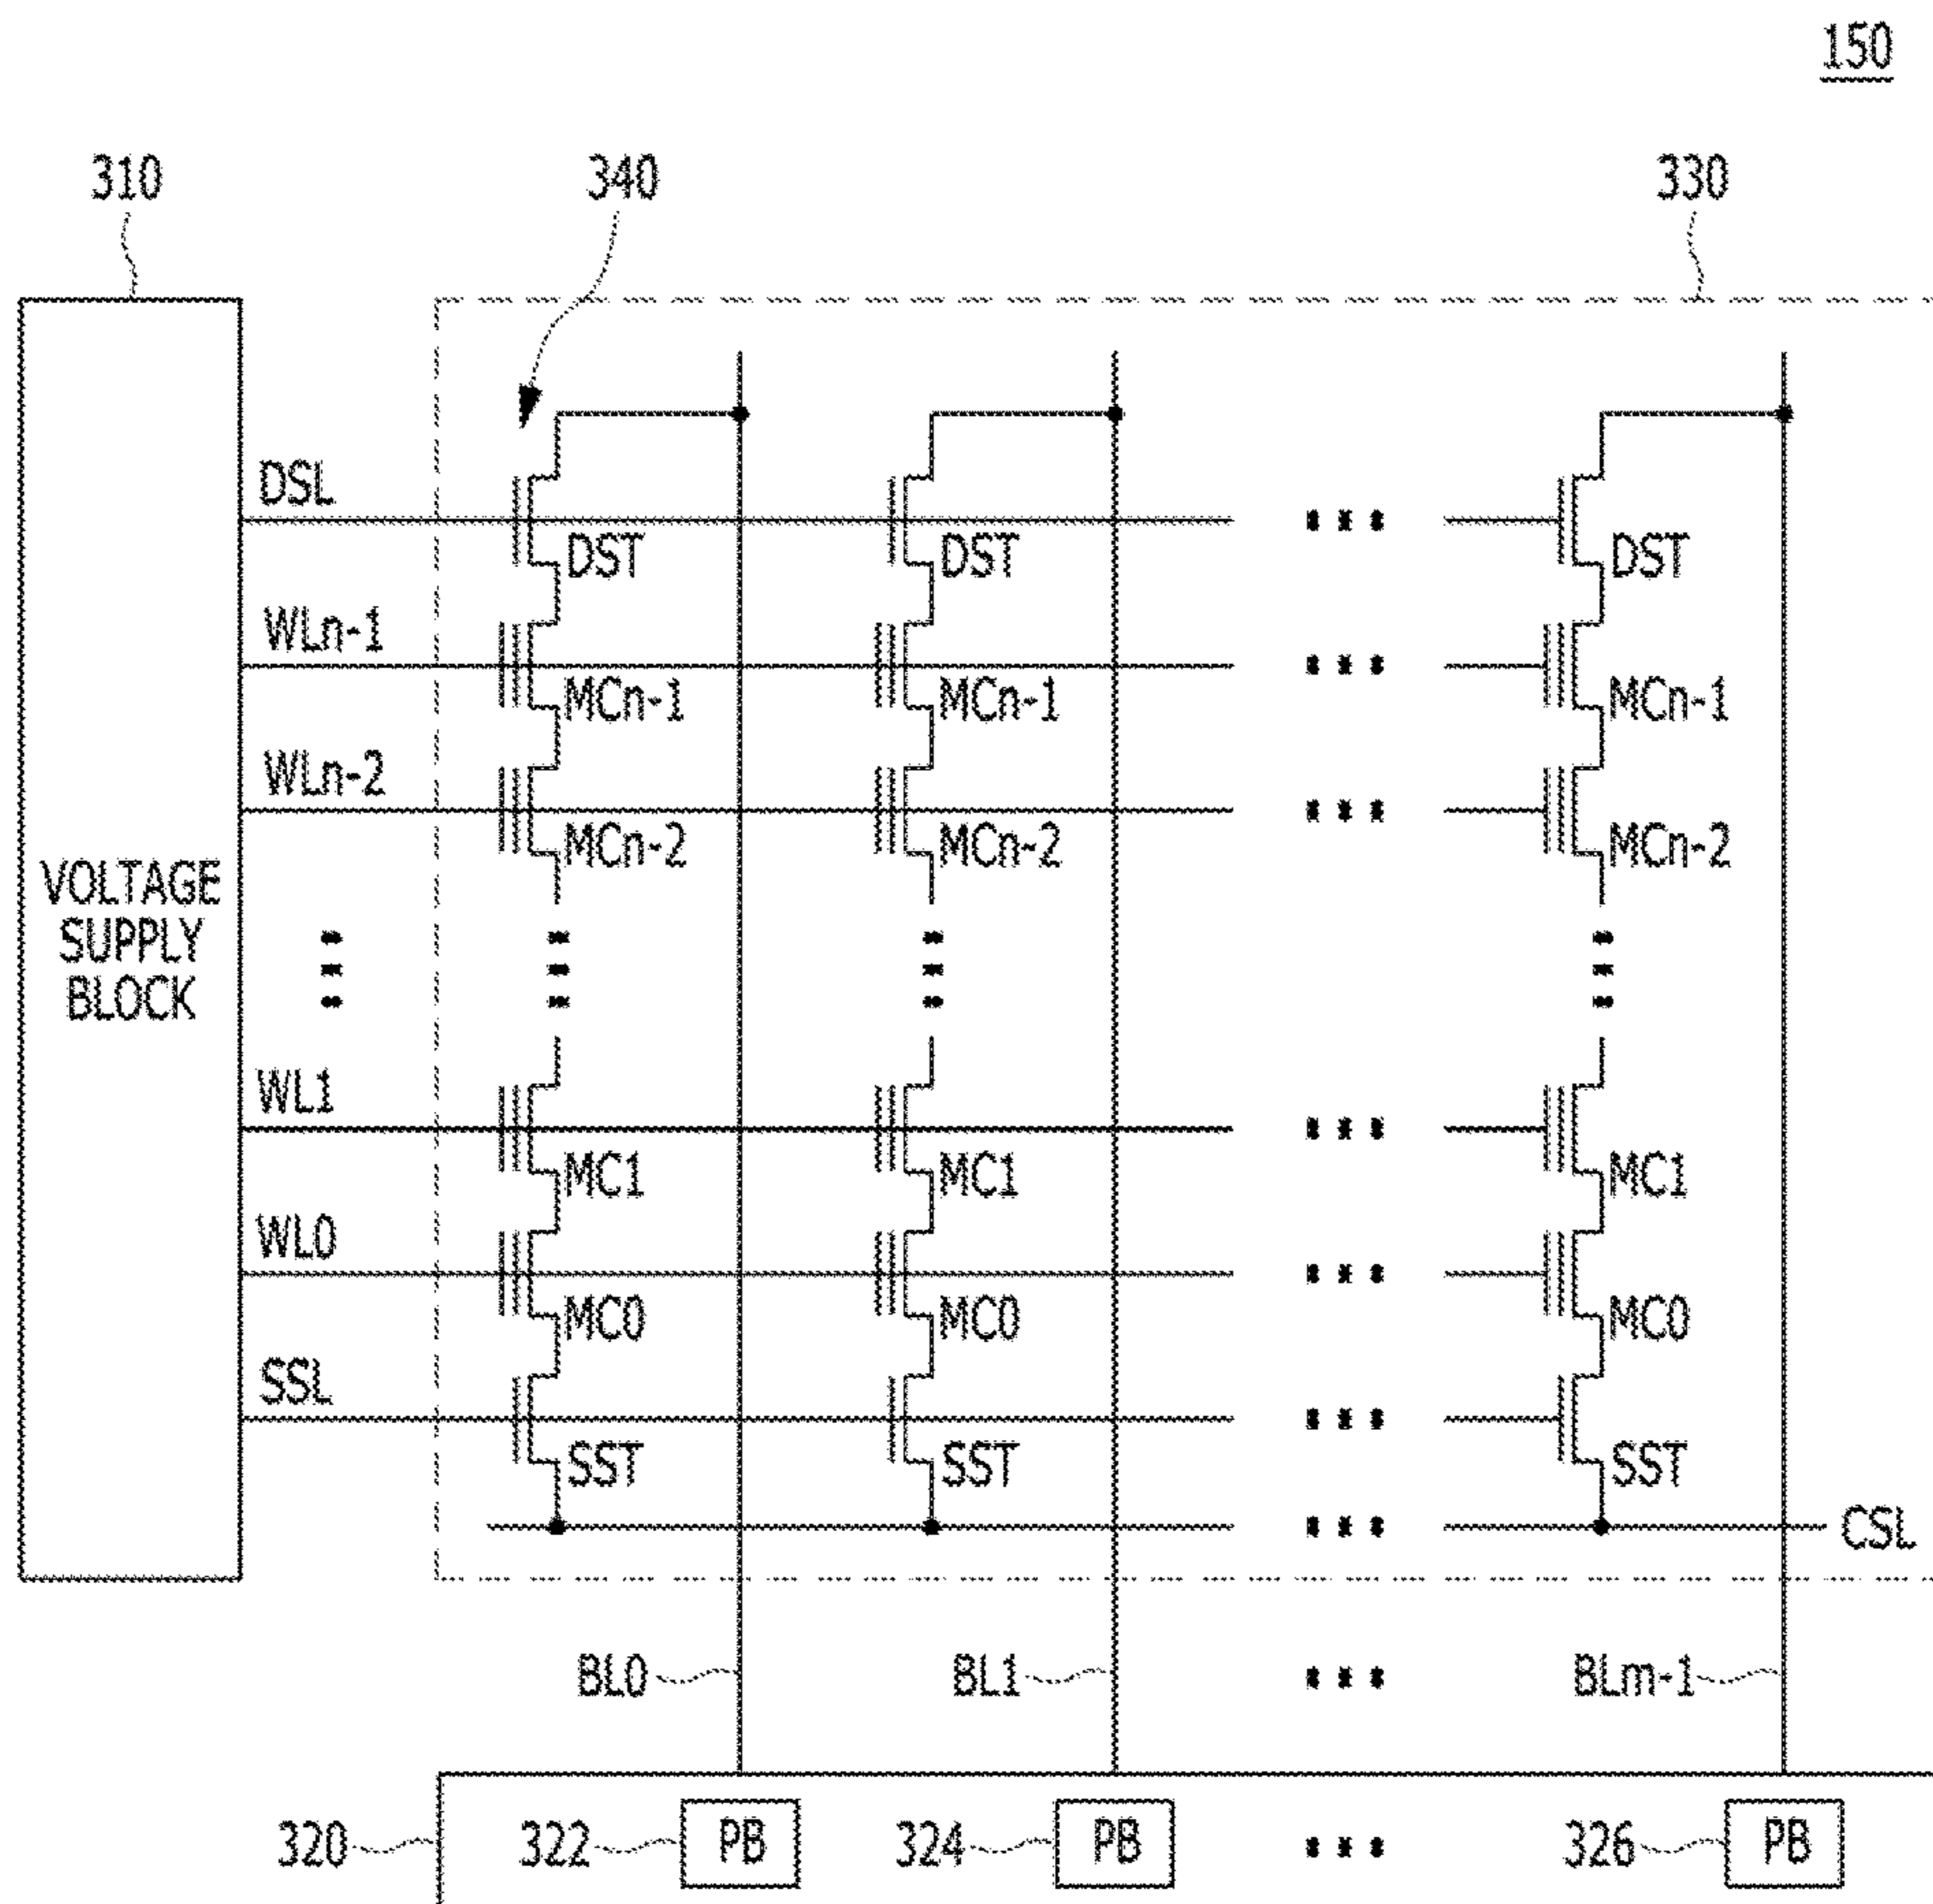 150
310 340 330
DSL
DST DST DST
WLn-1
MCn-1 MCn-1 MCn-1
WLn-2
MCn-2 MCn-2 MCn-2
VOLTAGE
SUPPLY
BLOCK
WL1
MC1 MC1 MC1
WL0
MC0 MC0 MC0
SSL
SST SST SST
CSL
BL0 BL1 BLm-1
320 322 PB 324 PB 326 PB